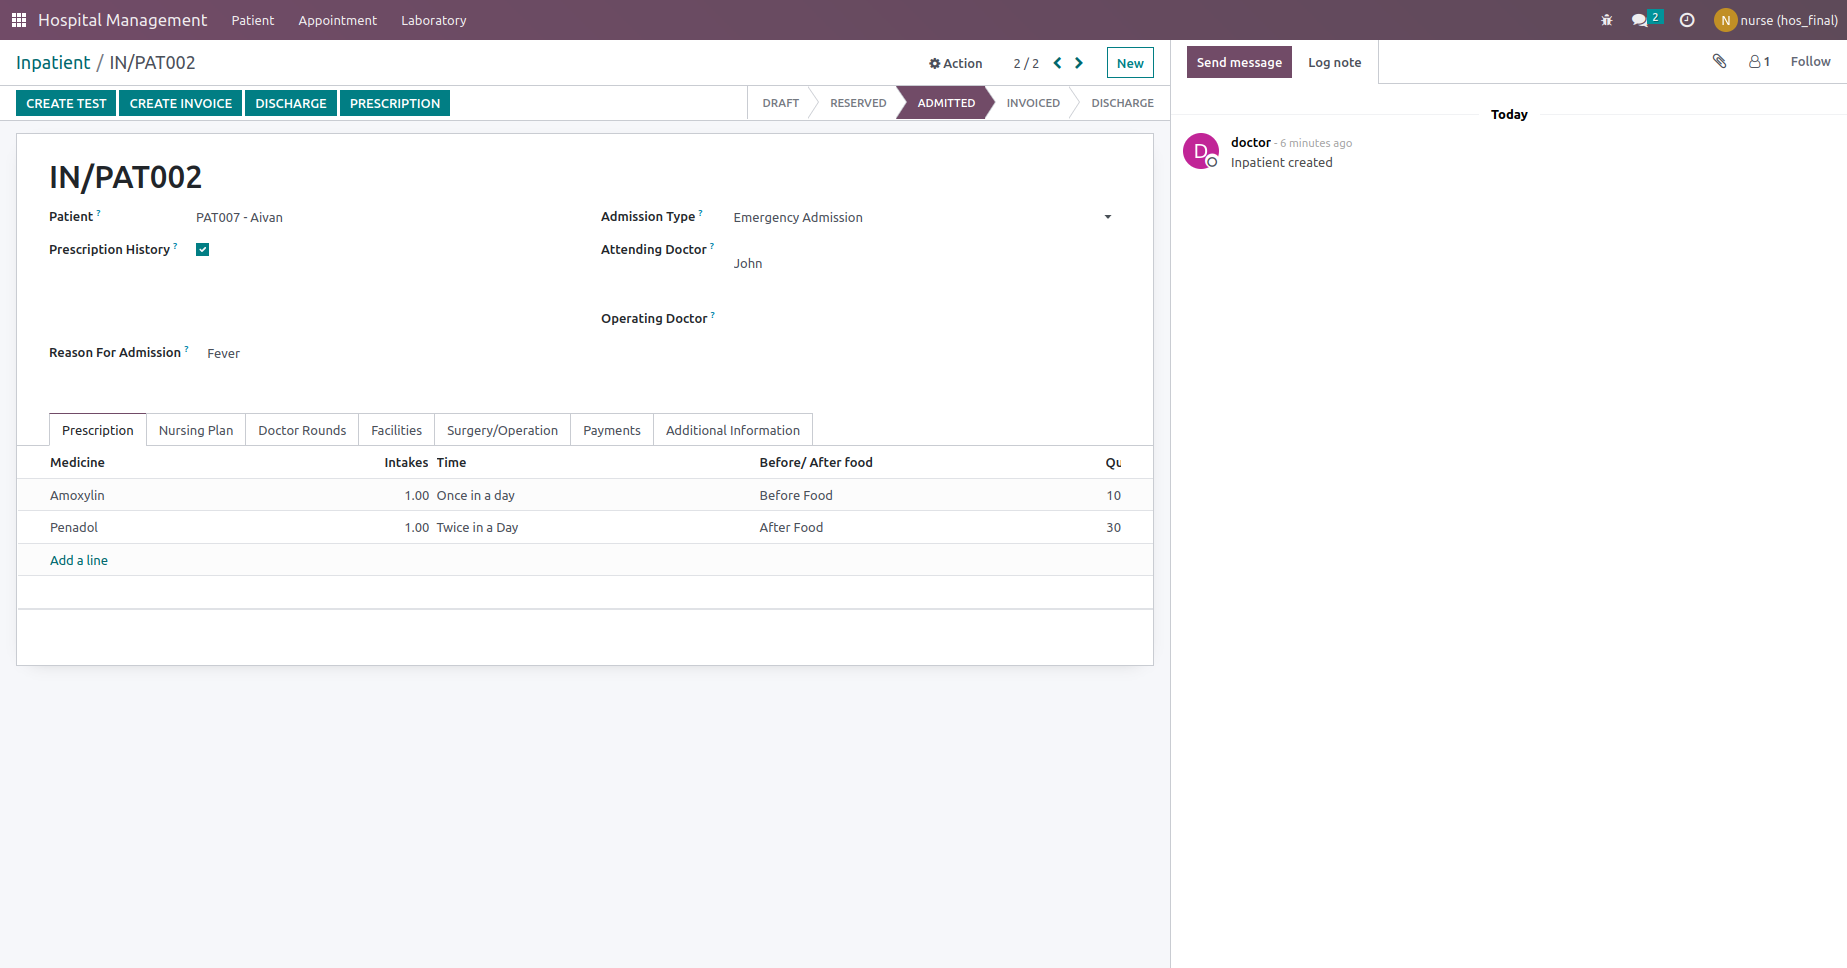 Hospital Management Patient Appointment Laboratory 2 N nurse (hos_final)
Inpatient / IN/PAT002 Action 2 / 2 New
CREATE TEST CREATE INVOICE DISCHARGE PRESCRIPTION DRAFT RESERVED ADMITTED INVOICED DISCHARGE
IN/PAT002
Patient ? PAT007 - Aivan Admission Type ? Emergency Admission
Prescription History ? Attending Doctor ?
John
Operating Doctor ?
Reason For Admission ? Fever
Prescription Nursing Plan Doctor Rounds Facilities Surgery/Operation Payments Additional Information
Medicine Intakes Time Before/ After food Qu
Amoxylin 1.00 Once in a day Before Food 10
Penadol 1.00 Twice in a Day After Food 30
Add a line
Send message Log note 1 Follow
Today
D doctor - 6 minutes ago
Inpatient created